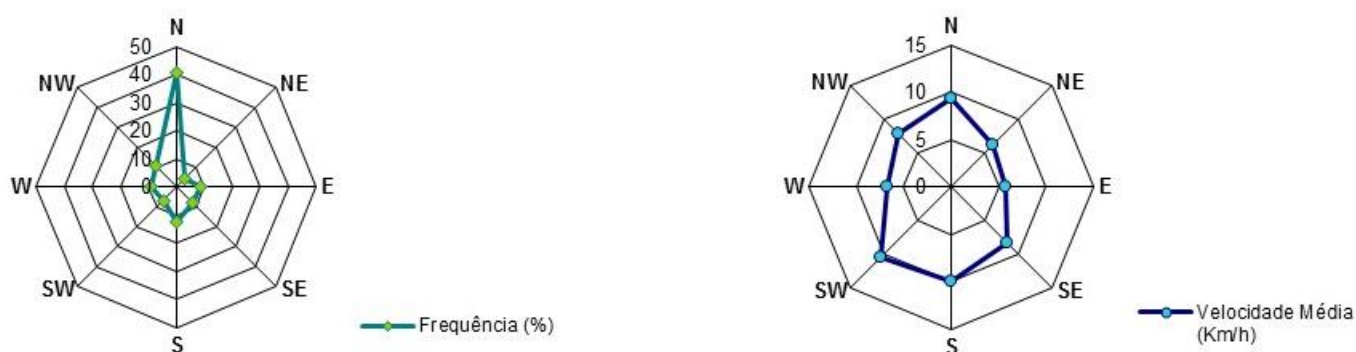 N
50
40
30
20
10
0
NW
NE
W
E
SW
SE
S
Frequência (%)
N
15
10
5
0
NW
NE
W
E
SW
SE
S
Velocidade Média
(Km/h)